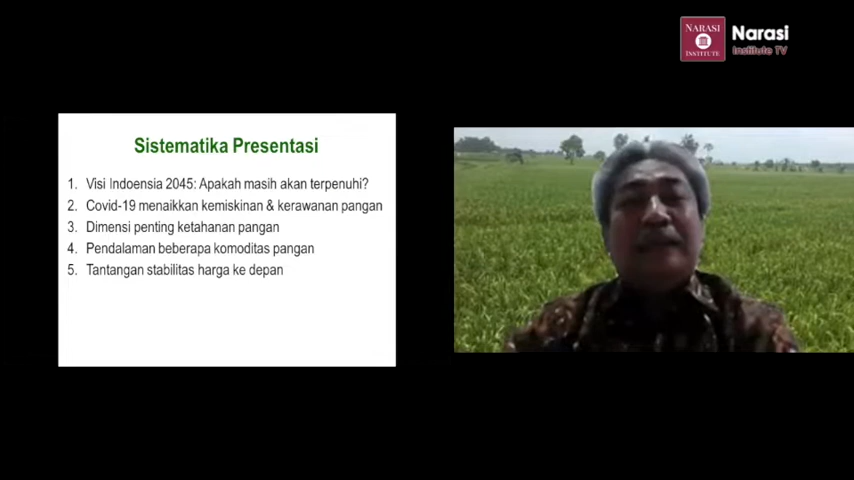 NARASI
INSTITUTE
Narasi
Institute TV
Sistematika Presentasi
1. Visi Indoensia 2045: Apakah masih akan terpenuhi?
2. Covid-19 menaikkan kemiskinan & kerawanan pangan
3. Dimensi penting ketahanan pangan
4. Pendalaman beberapa komoditas pangan
5. Tantangan stabilitas harga ke depan